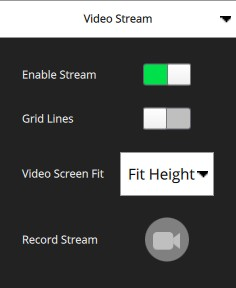 Video Stream
Enable Stream
Grid Lines
Video Screen Fit
Fit Height
Record Stream